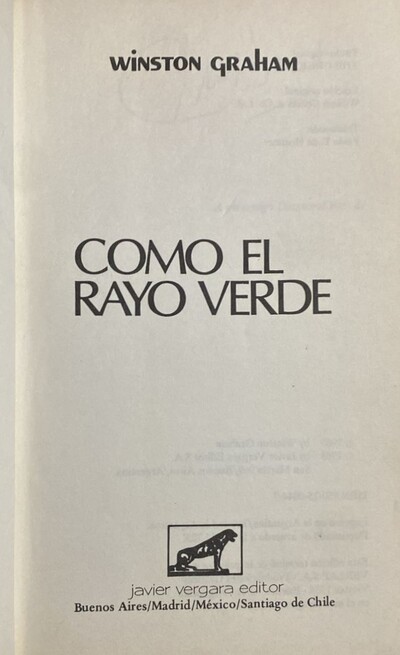 WINSTON GRAHAM
COMO EL
RAYO VERDE
javier vergara editor
Buenos Aires/Madrid/México/Santiago de Chile